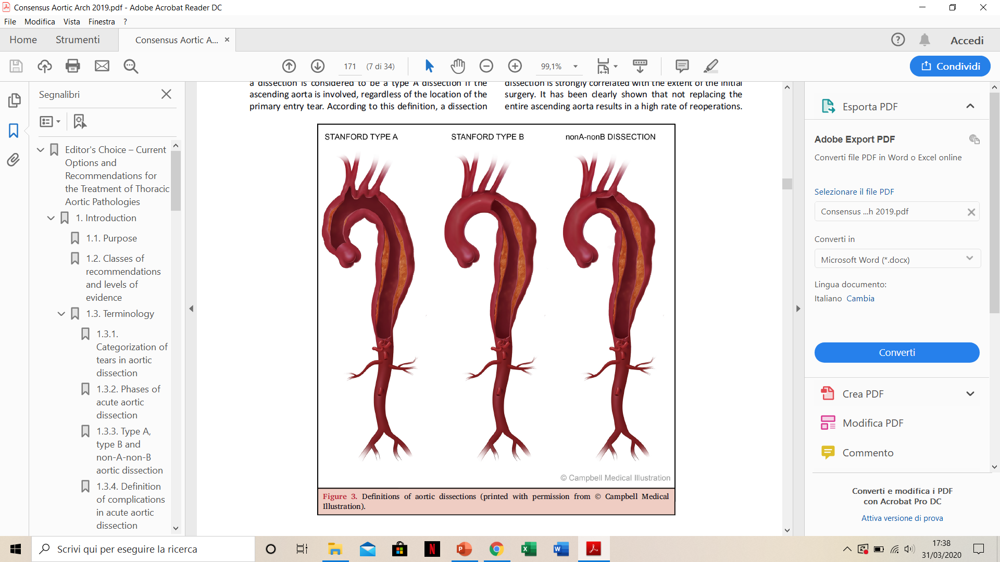 Consensus Aortic Arch 2019.pdf - Adobe Acrobat Reader DC
File Modifica Vista Finestra ?
Home Strumenti Consensus Aortic A... ×
Accedi
171 (7 di 34)
99,1%
Condividi
Segnalibri
Editor's Choice – Current
Options and
Recommendations for
the Treatment of Thoracic
Aortic Pathologies
1. Introduction
1.1. Purpose
1.2. Classes of
recommendations
and levels of
evidence
1.3. Terminology
1.3.1.
Categorization of
tears in aortic
dissection
1.3.2. Phases of
acute aortic
dissection
1.3.3. Type A,
type B and
non-A-non-B
aortic dissection
1.3.4. Definition
of complications
in acute aortic
dissection
a dissection is considered to be a type A dissection if the
ascending aorta is involved, regardless of the location of the
primary entry tear. According to this definition, a dissection
dissection is strongly correlated with the extent of the initial
surgery. It has been clearly shown that not replacing the
entire ascending aorta results in a high rate of reoperations.
STANFORD TYPE A
STANFORD TYPE B
nonA-nonB DISSECTION
© Campbell Medical Illustration
Figure 3. Definitions of aortic dissections (printed with permission from © Campbell Medical
Illustration).
Esporta PDF
Adobe Export PDF
Converti file PDF in Word o Excel online
Selezionare il file PDF
Consensus ...h 2019.pdf
Converti in
Microsoft Word (*.docx)
Lingua documento:
Italiano Cambia
Converti
Crea PDF
Modifica PDF
Commento
Converti e modifica i PDF
con Acrobat Pro DC
Attiva versione di prova
Scrivi qui per eseguire la ricerca
17:38
31/03/2020